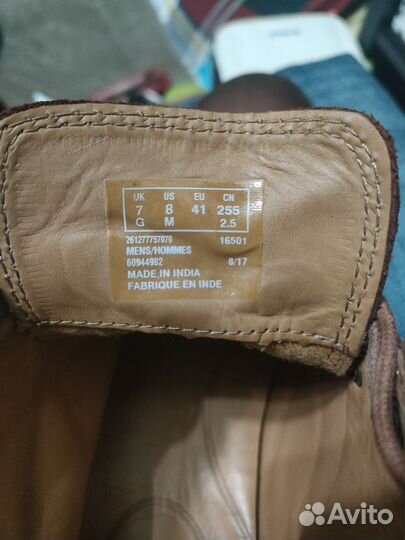 UK US EU CN
7 8 41 255
G M 2.5
261277757070 16501
MENS/HOMMES
60944982 8/17
MADE IN INDIA
FABRIQUE EN INDE
Avito